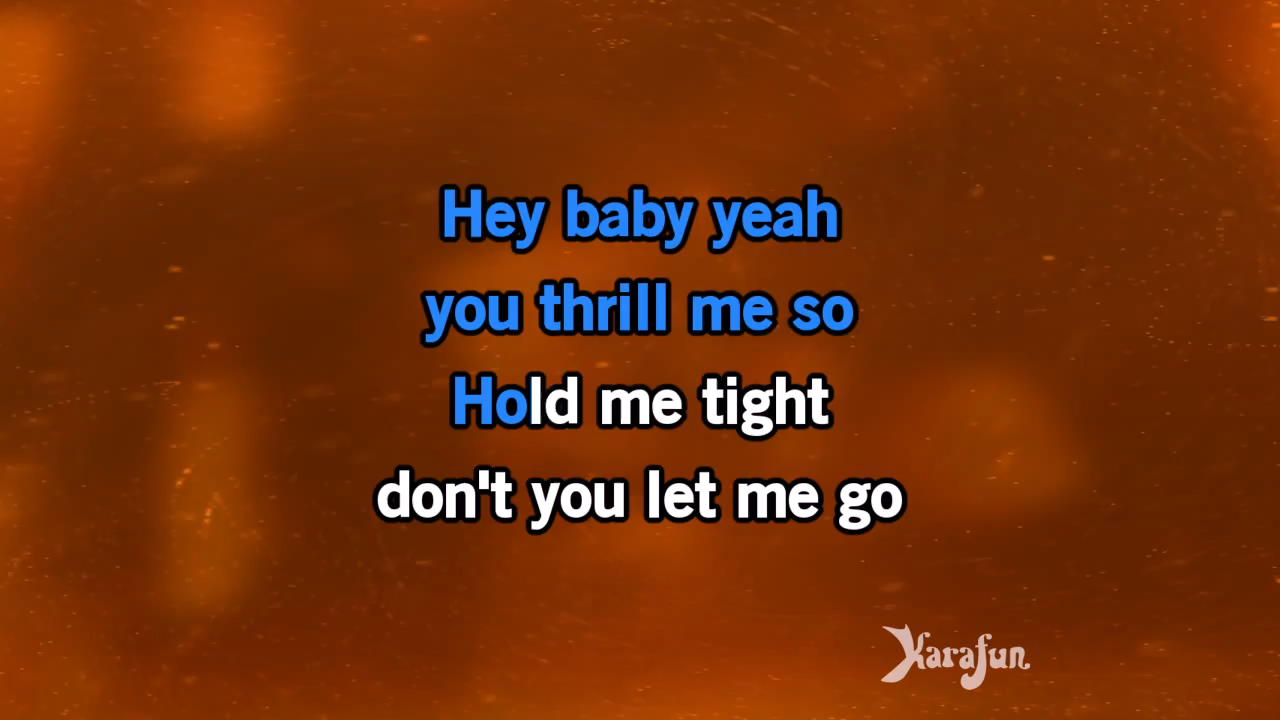 Hey baby yeah
you thrill me so
Hold me tight
don't you let me go
Karafun